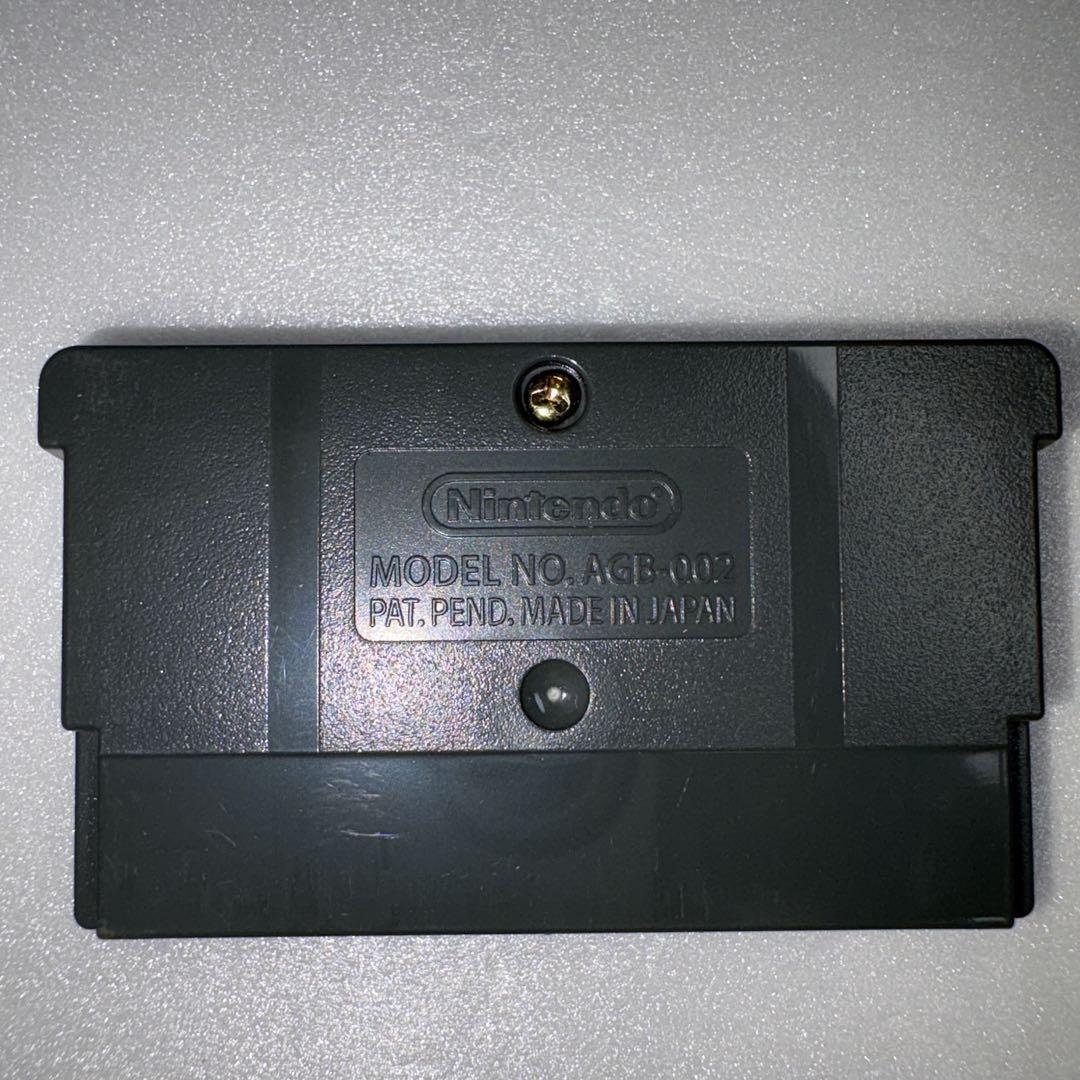 Nintendo®
MODEL NO. AGB-002
PAT. PEND. MADE IN JAPAN